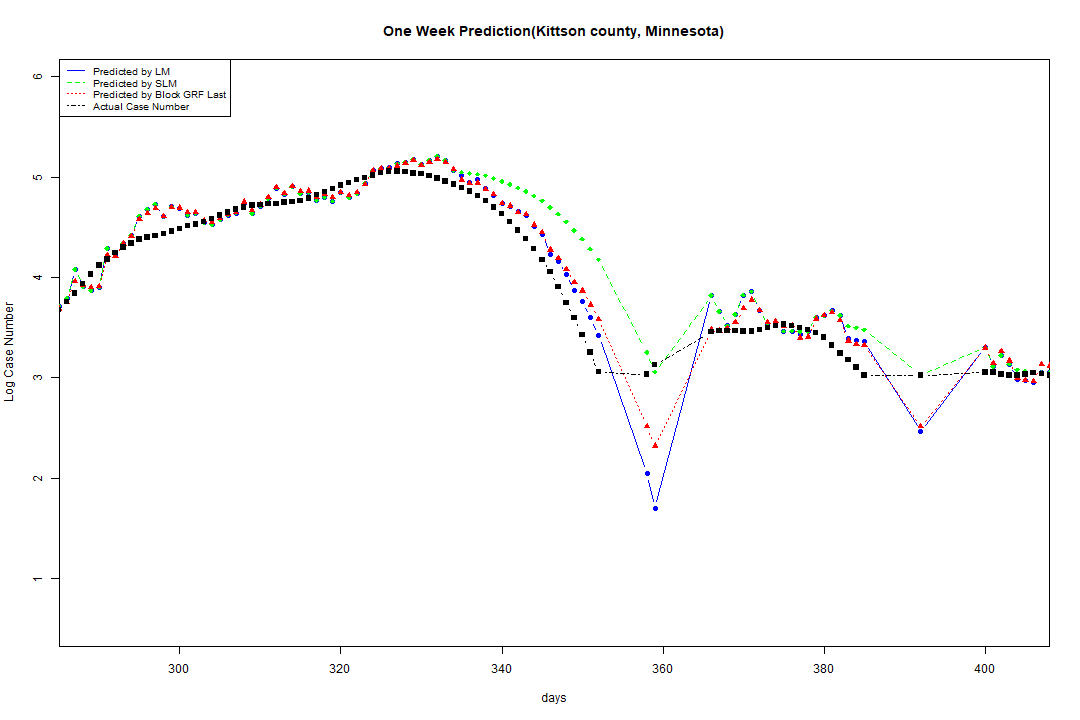 One Week Prediction(Kittson county, Minnesota)
Predicted by LM
Predicted by SLM
Predicted by Block GRF Last
Actual Case Number
6
5
4
3
2
1
Log Case Number
300 320 340 360 380 400
days